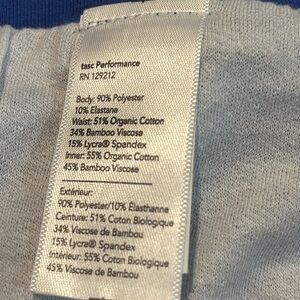 tasc Performance
RN 129212
Body: 90% Polyester
10% Elastane
Waist: 51% Organic Cotton
34% Bamboo Viscose
15% Lycra® Spandex
Inner: 55% Organic Cotton
45% Bamboo Viscose
Extérieur:
90% Polyester/10% Élasthanne
Ceinture: 51% Coton Biologique
34% Viscose de Bambou
15% Lycra® Spandex
Intérieur: 55% Coton Biologique
45% Viscose de Bambou